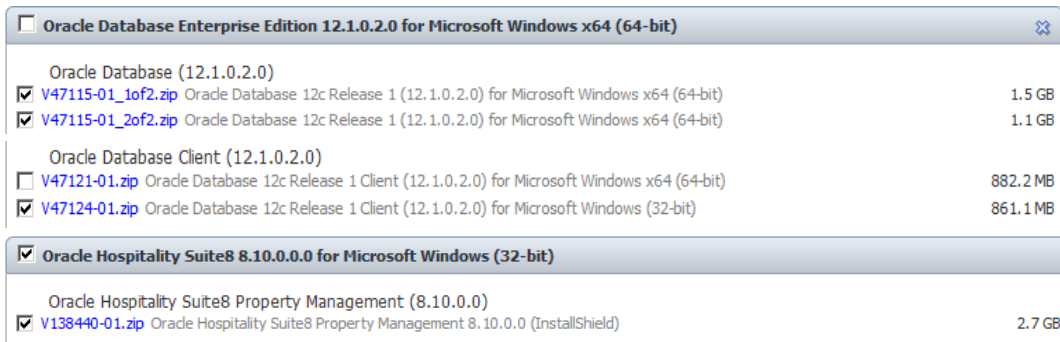 Oracle Database Enterprise Edition 12.1.0.2.0 for Microsoft Windows x64 (64-bit)
Oracle Database (12.1.0.2.0)
V47115-01_1of2.zip Oracle Database 12c Release 1 (12.1.0.2.0) for Microsoft Windows x64 (64-bit) 1.5 GB
V47115-01_2of2.zip Oracle Database 12c Release 1 (12.1.0.2.0) for Microsoft Windows x64 (64-bit) 1.1 GB
Oracle Database Client (12.1.0.2.0)
V47121-01.zip Oracle Database 12c Release 1 Client (12.1.0.2.0) for Microsoft Windows x64 (64-bit) 882.2 MB
V47124-01.zip Oracle Database 12c Release 1 Client (12.1.0.2.0) for Microsoft Windows (32-bit) 861.1 MB
Oracle Hospitality Suite8 8.10.0.0.0 for Microsoft Windows (32-bit)
Oracle Hospitality Suite8 Property Management (8.10.0.0)
V138440-01.zip Oracle Hospitality Suite8 Property Management 8.10.0.0 (InstallShield) 2.7 GB